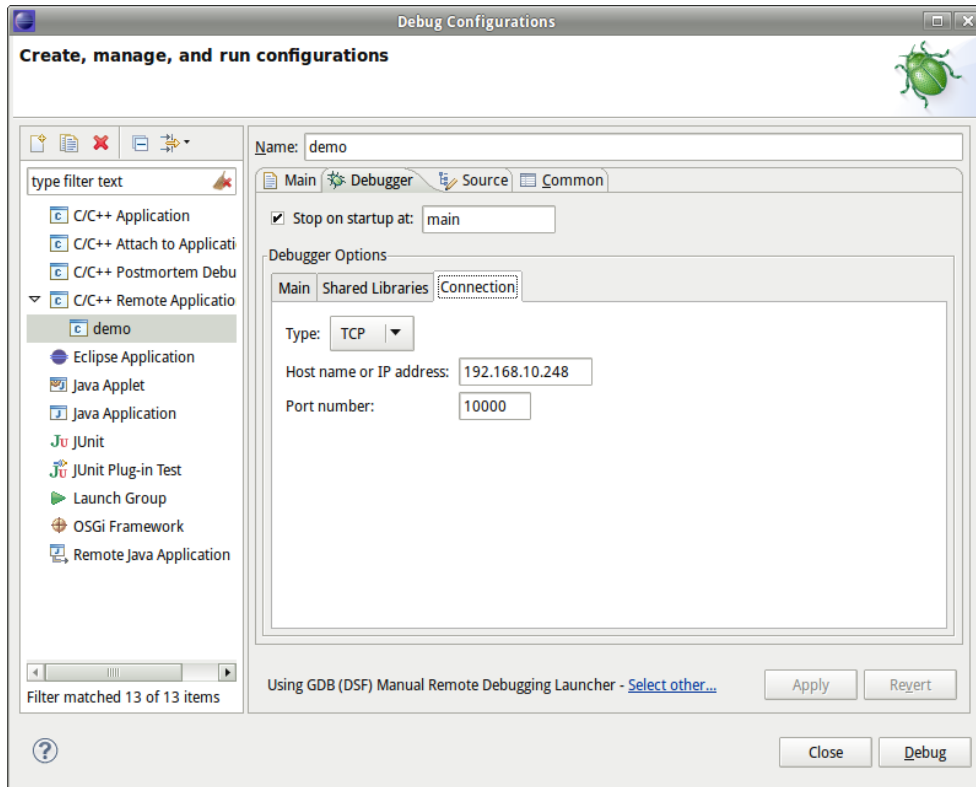 Debug Configurations
Create, manage, and run configurations
type filter text
C/C++ Application
C/C++ Attach to Applicati
C/C++ Postmortem Debu
C/C++ Remote Applicatio
demo
Eclipse Application
Java Applet
Java Application
Ju JUnit
JUnit Plug-in Test
Launch Group
OSGi Framework
Remote Java Application
Filter matched 13 of 13 items
Name: demo
Main Debugger Source Common
Stop on startup at: main
Debugger Options
Main Shared Libraries Connection
Type: TCP
Host name or IP address: 192.168.10.248
Port number: 10000
Using GDB (DSF) Manual Remote Debugging Launcher - Select other...
Apply Revert
? Close Debug